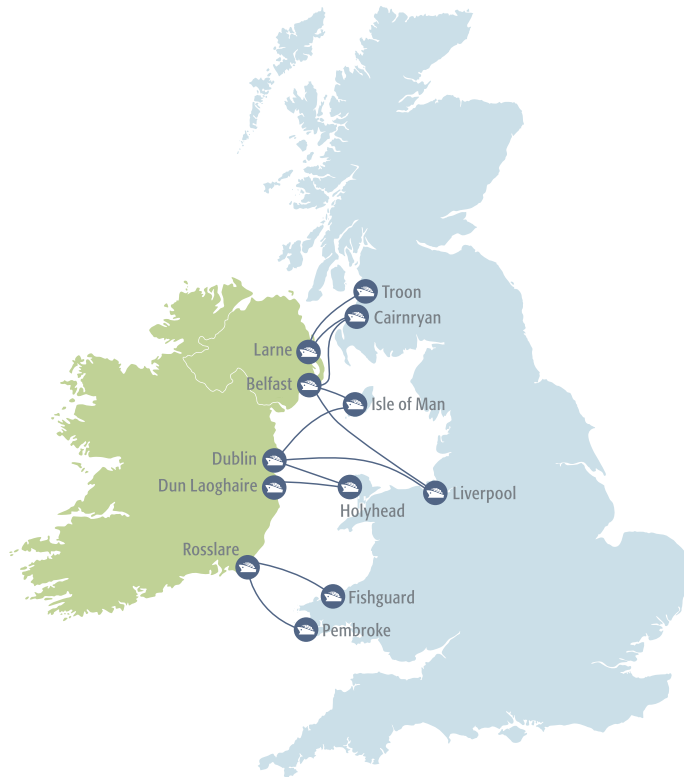 Troon
Cairnryan
Larne
Belfast
Isle of Man
Dublin
Dun Laoghaire
Holyhead
Liverpool
Rosslare
Fishguard
Pembroke